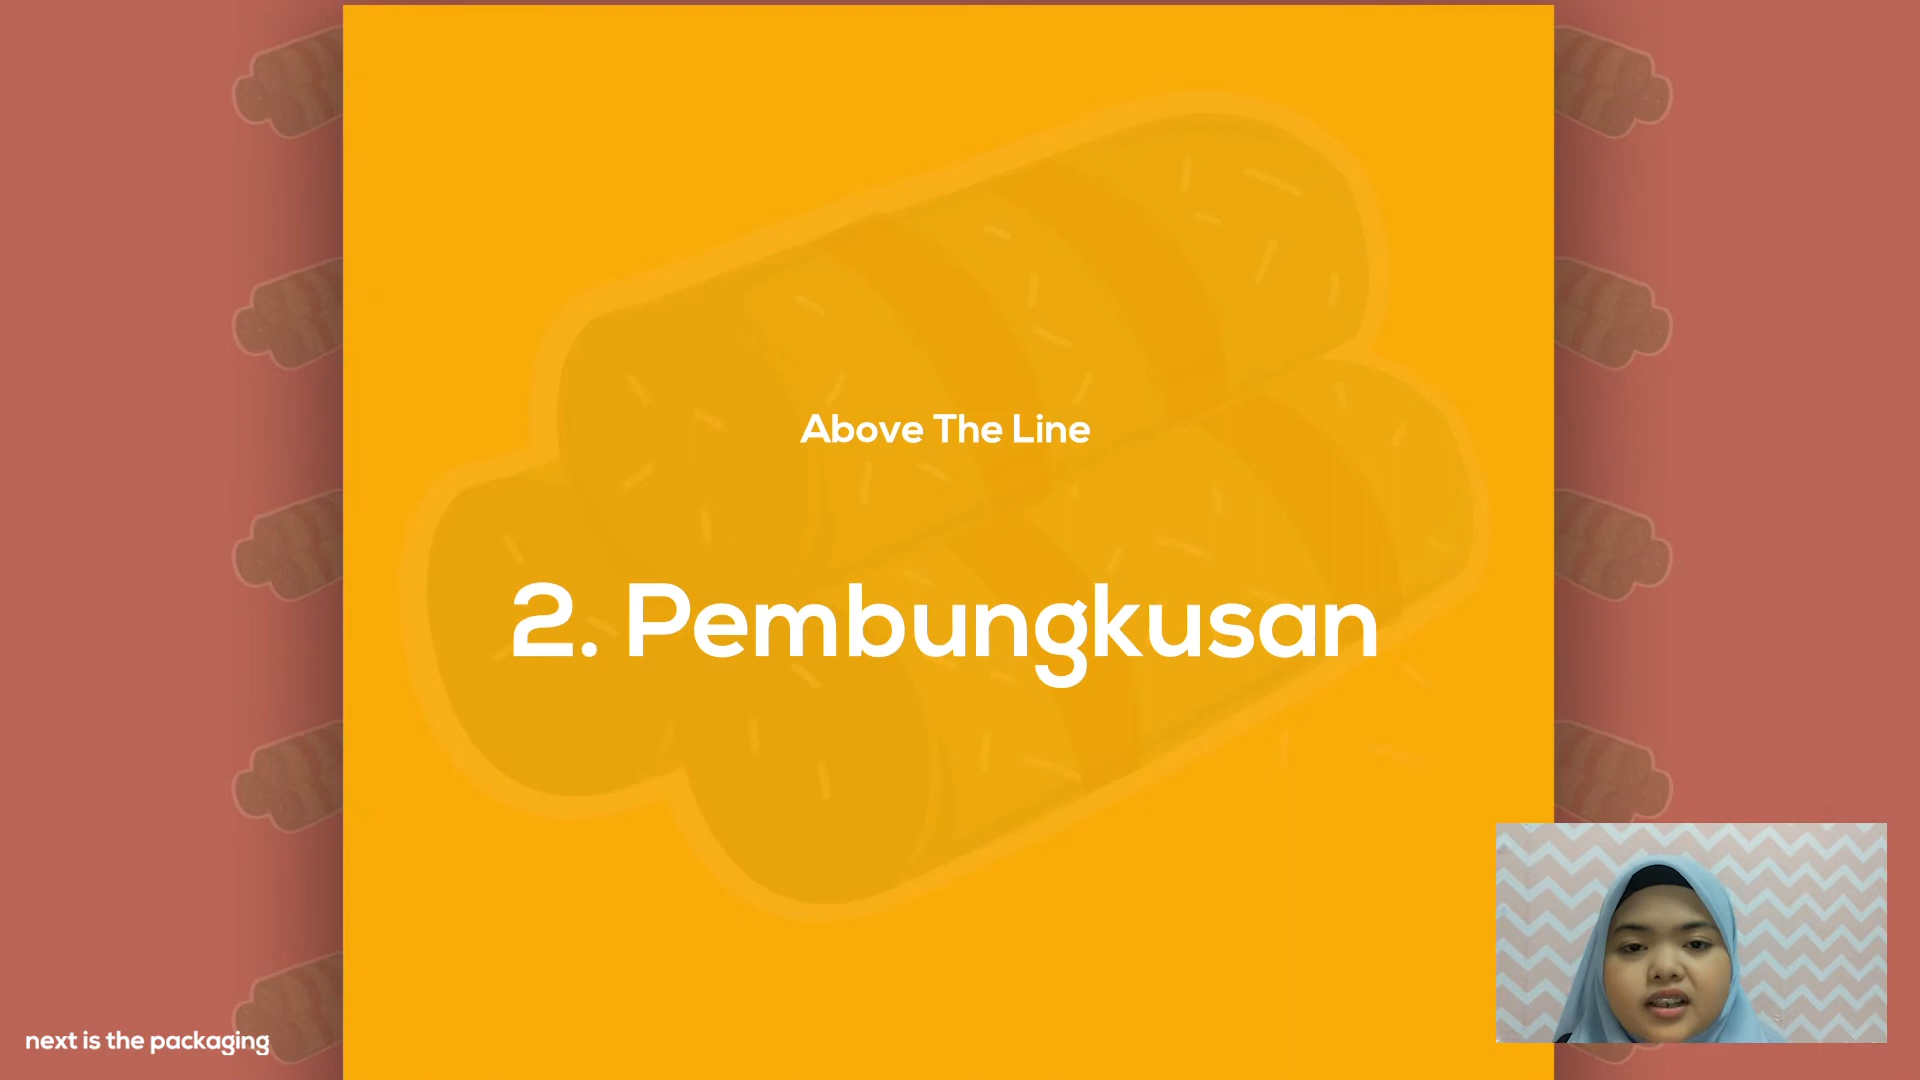 Above The Line
2. Pembungkusan
next is the packaging